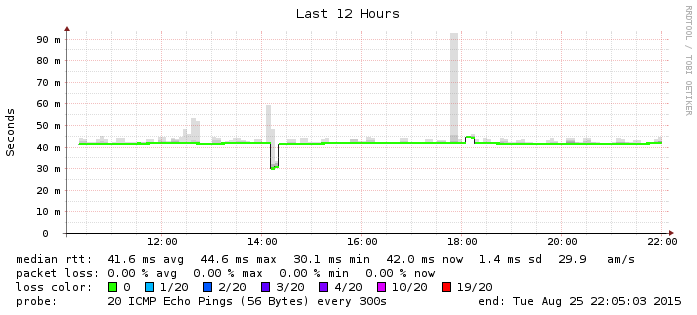 Last 12 Hours
RRDTOOL / TOBI OETIKER
Seconds
90 m
80 m
70 m
60 m
50 m
40 m
30 m
20 m
10 m
0
12:00 14:00 16:00 18:00 20:00 22:00
median rtt: 41.6 ms avg 44.6 ms max 30.1 ms min 42.0 ms now 1.4 ms sd 29.9 am/s
packet loss: 0.00 % avg 0.00 % max 0.00 % min 0.00 % now
loss color: 0 1/20 2/20 3/20 4/20 10/20 19/20
probe: 20 ICMP Echo Pings (56 Bytes) every 300s end: Tue Aug 25 22:05:03 2015